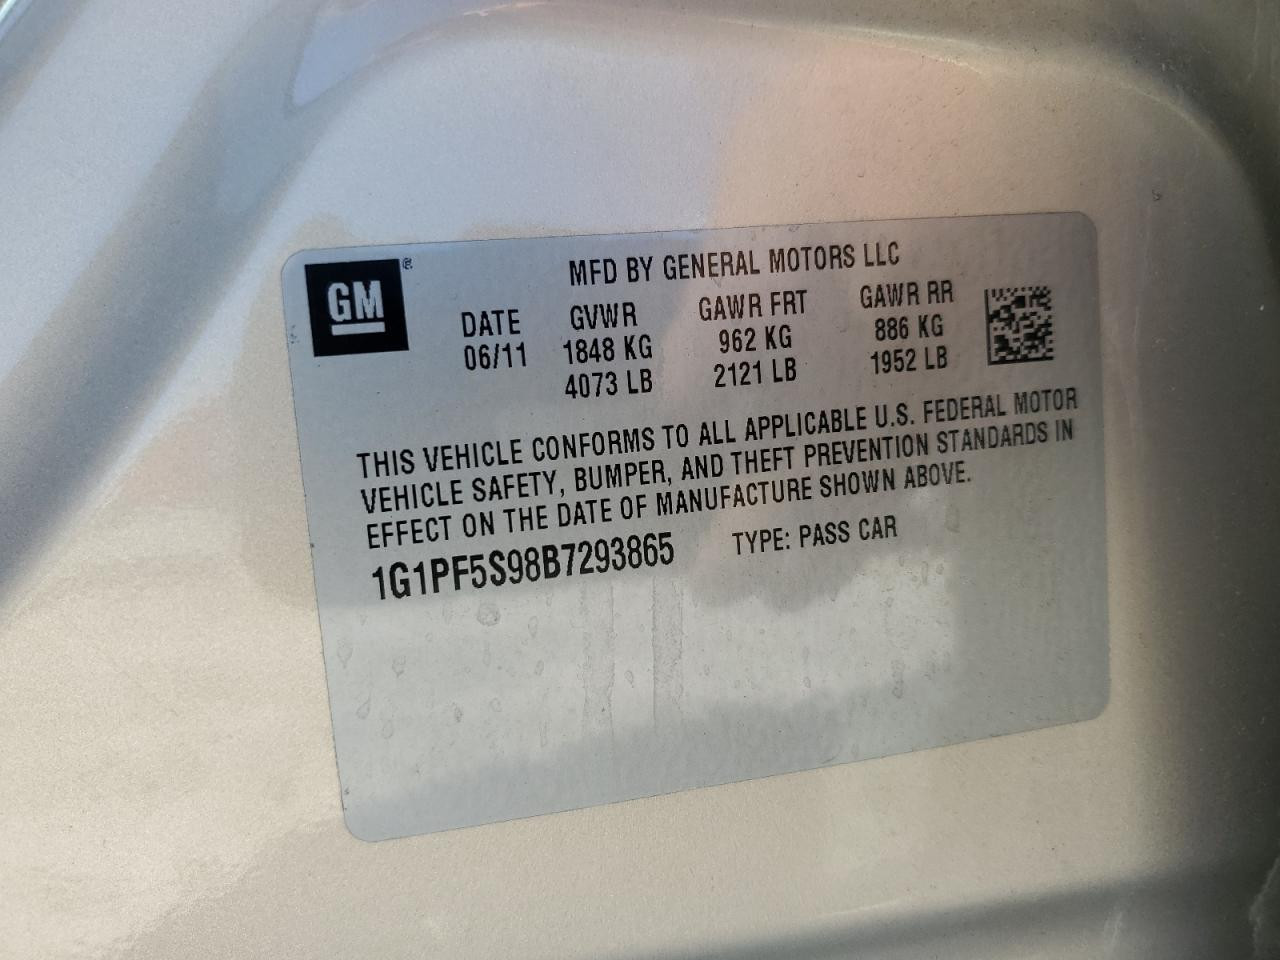 GM ®
MFD BY GENERAL MOTORS LLC
DATE GVWR GAWR FRT GAWR RR
06/11 1848 KG 962 KG 886 KG
4073 LB 2121 LB 1952 LB
THIS VEHICLE CONFORMS TO ALL APPLICABLE U.S. FEDERAL MOTOR
VEHICLE SAFETY, BUMPER, AND THEFT PREVENTION STANDARDS IN
EFFECT ON THE DATE OF MANUFACTURE SHOWN ABOVE.
1G1PF5S98B7293865 TYPE: PASS CAR